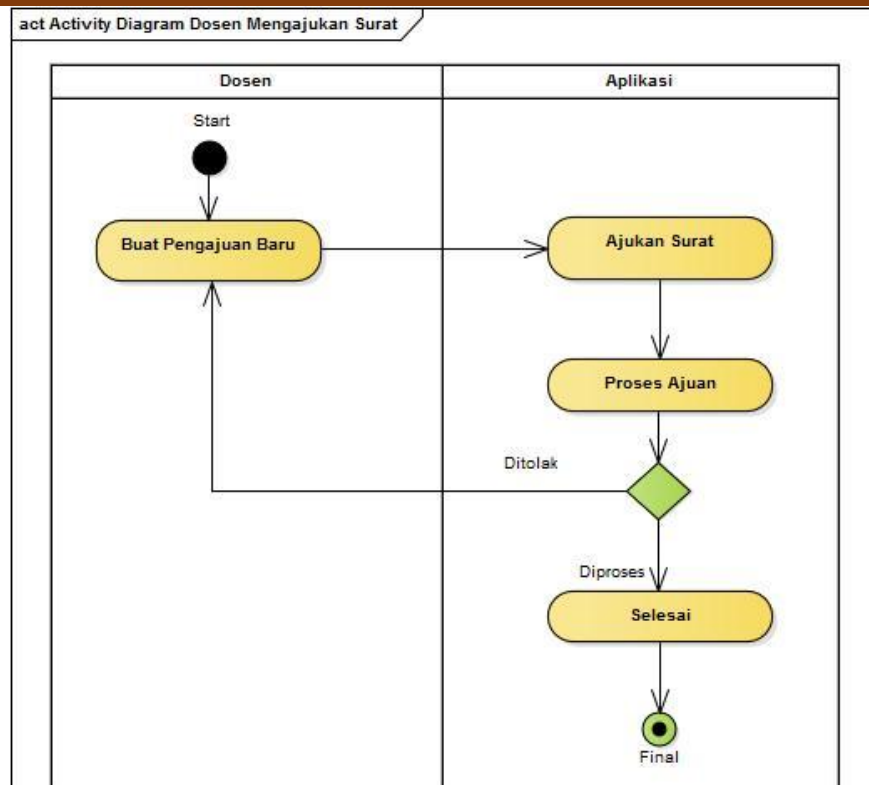 act Activity Diagram Dosen Mengajukan Surat
Dosen
Aplikasi
Start
Buat Pengajuan Baru
Ajukan Surat
Proses Ajuan
Ditolak
Diproses
Selesai
Final